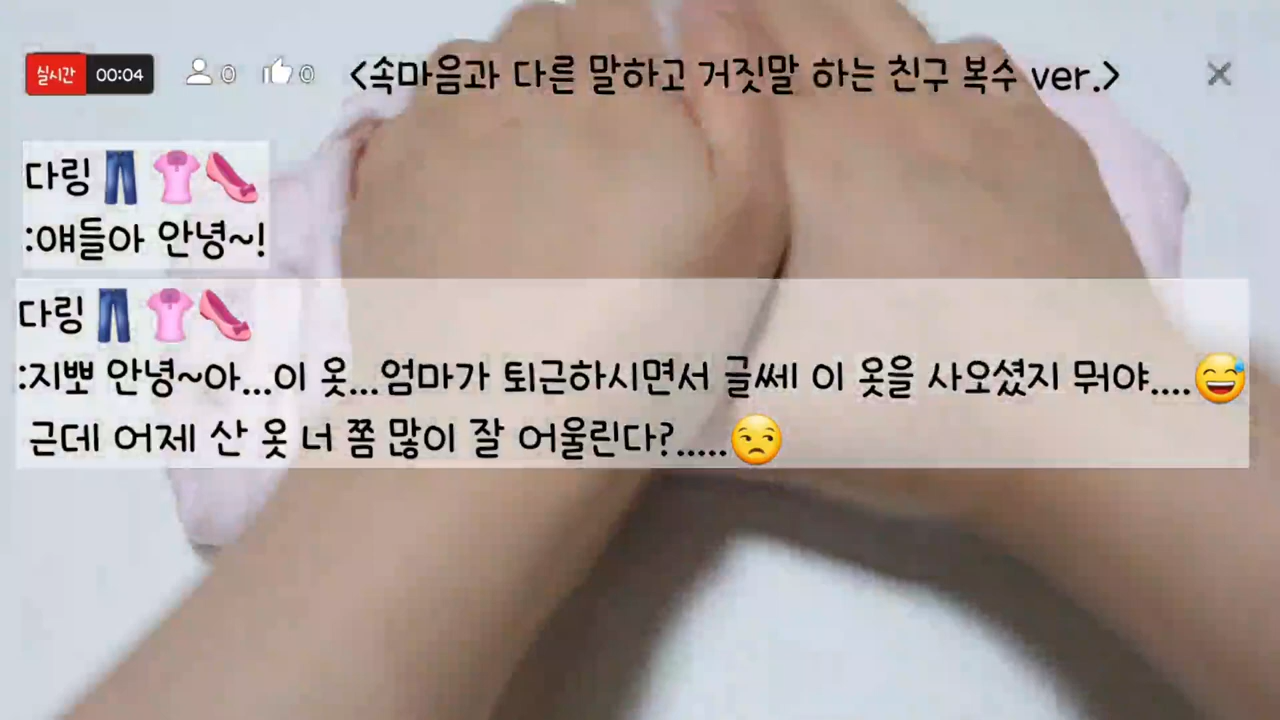 실시간 00:04 0 0 <속마음과 다른 말하고 거짓말 하는 친구 복수 ver.>
다링👖👚🥿
:얘들아 안녕~!
다링👖👚🥿
:지뽀 안녕~아...이 옷...엄마가 퇴근하시면서 글쎄 이 옷을 사오셨지 뭐야....😅
근데 어제 산 옷 너 쫌 많이 잘 어울린다?.....😒